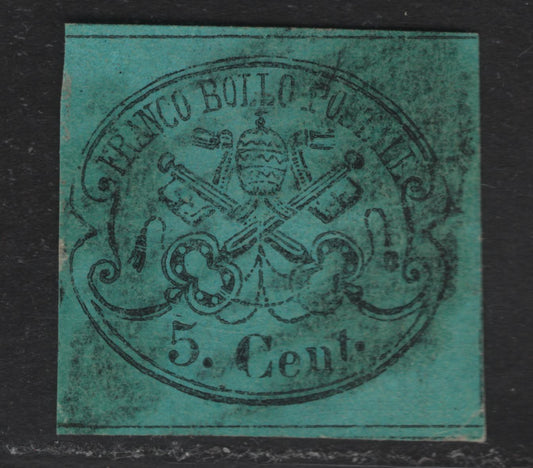 FRANCO BOLLO POSTALE
5. Cent.